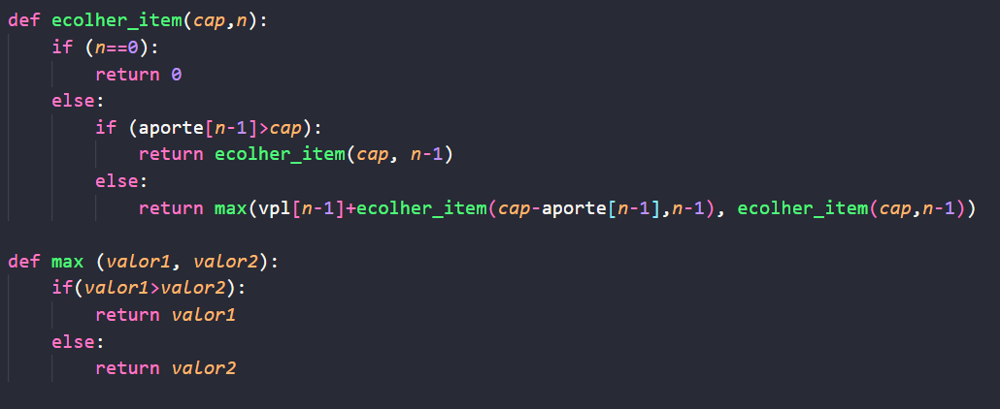 def ecolher_item(cap,n):
    if (n==0):
        return 0
    else:
        if (aporte[n-1]>cap):
            return ecolher_item(cap, n-1)
        else:
            return max(vpl[n-1]+ecolher_item(cap-aporte[n-1],n-1), ecolher_item(cap,n-1))

def max (valor1, valor2):
    if(valor1>valor2):
        return valor1
    else:
        return valor2